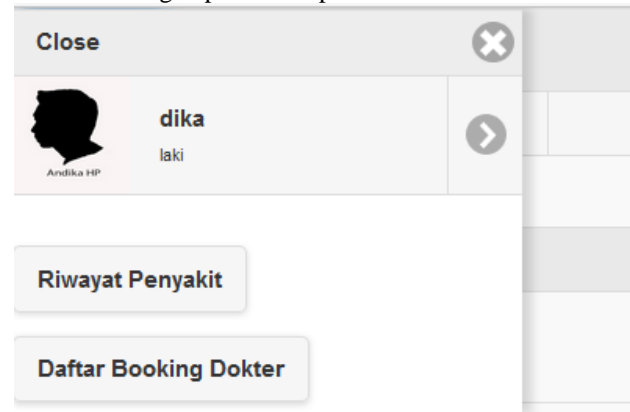 Close
dika
laki
Andika HP
Riwayat Penyakit
Daftar Booking Dokter